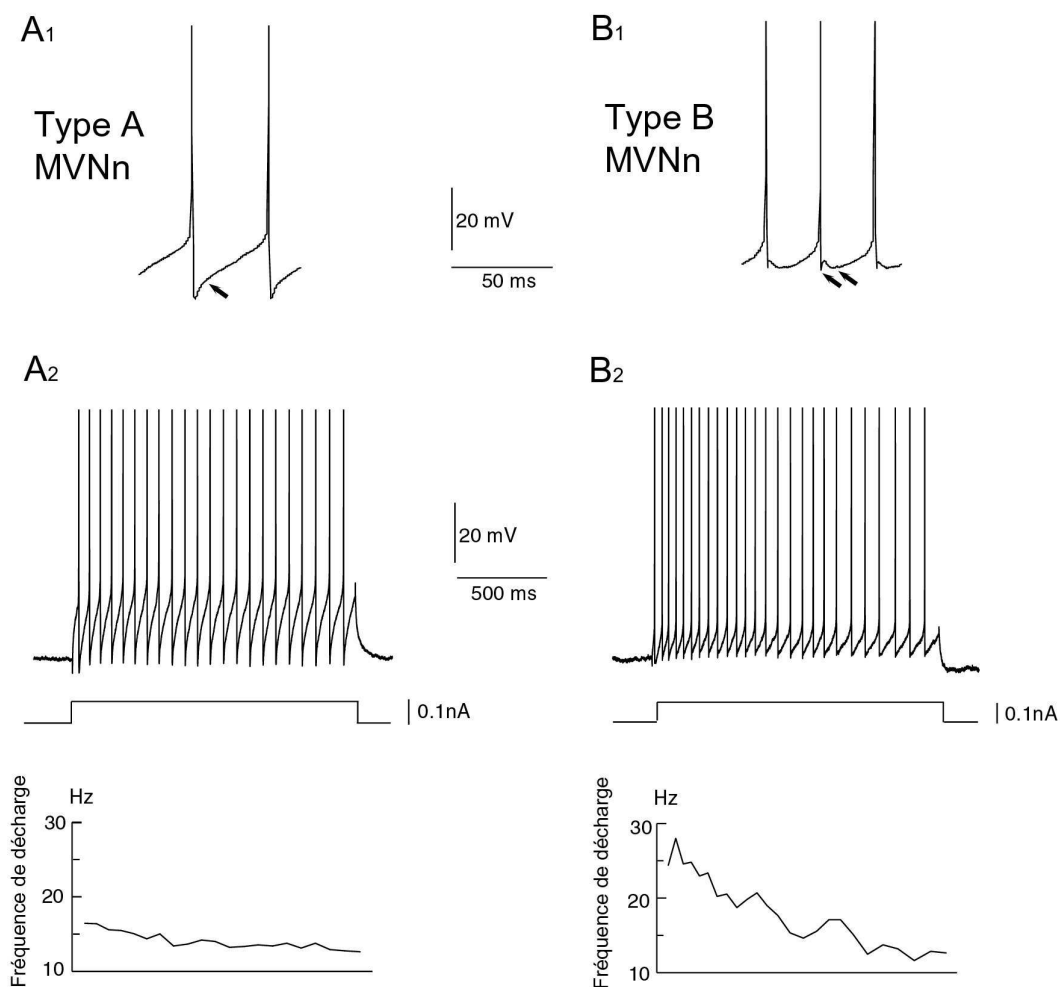 A1
B1
Type A
MVNn
Type B
MVNn
20 mV
50 ms
A2
B2
20 mV
500 ms
0.1nA
0.1nA
Fréquence de décharge
Hz
30
20
10
Fréquence de décharge
Hz
30
20
10